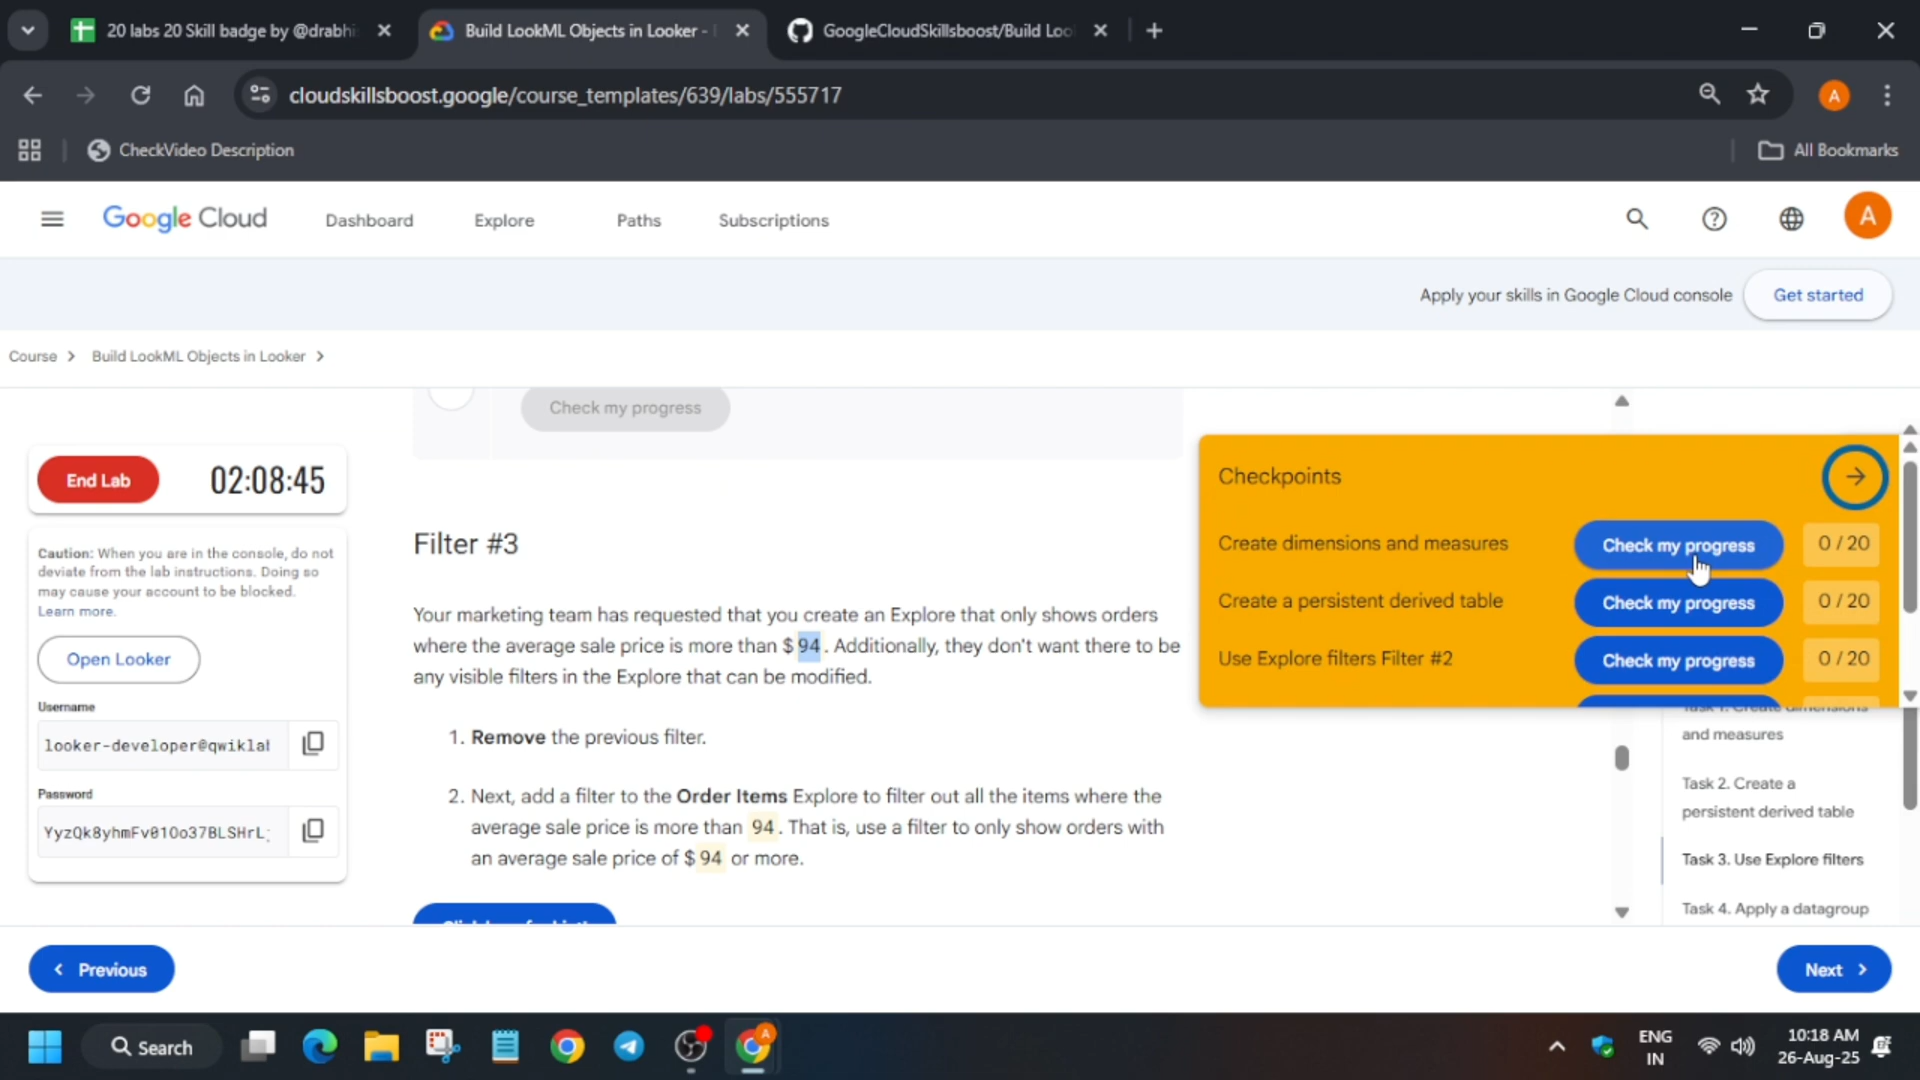 20 labs 20 Skill badge by @drabhi
Build LookML Objects in Looker -
GoogleCloudSkillsboost/Build Loo
cloudskillsboost.google/course_templates/639/labs/555717
A
CheckVideo Description
All Bookmarks
Google Cloud
Dashboard
Explore
Paths
Subscriptions
A
Apply your skills in Google Cloud console
Get started
Course > Build LookML Objects in Looker >
Check my progress
End Lab
02:08:45
Caution: When you are in the console, do not
deviate from the lab instructions. Doing so
may cause your account to be blocked.
Learn more.
Open Looker
Username
looker-developer@qwiklab
Password
YyzQk8yhmFv01Oo37BLSHrL
Filter #3
Your marketing team has requested that you create an Explore that only shows orders
where the average sale price is more than $ 94. Additionally, they don't want there to be
any visible filters in the Explore that can be modified.
1. Remove the previous filter.
2. Next, add a filter to the Order Items Explore to filter out all the items where the
average sale price is more than 94. That is, use a filter to only show orders with
an average sale price of $ 94 or more.
Checkpoints
Create dimensions and measures
Check my progress
0 / 20
Create a persistent derived table
Check my progress
0 / 20
Use Explore filters Filter #2
Check my progress
0 / 20
Task 1. Create dimensions
and measures
Task 2. Create a
persistent derived table
Task 3. Use Explore filters
Task 4. Apply a datagroup
Previous
Next
Search
A
ENG
IN
10:18 AM
26-Aug-25